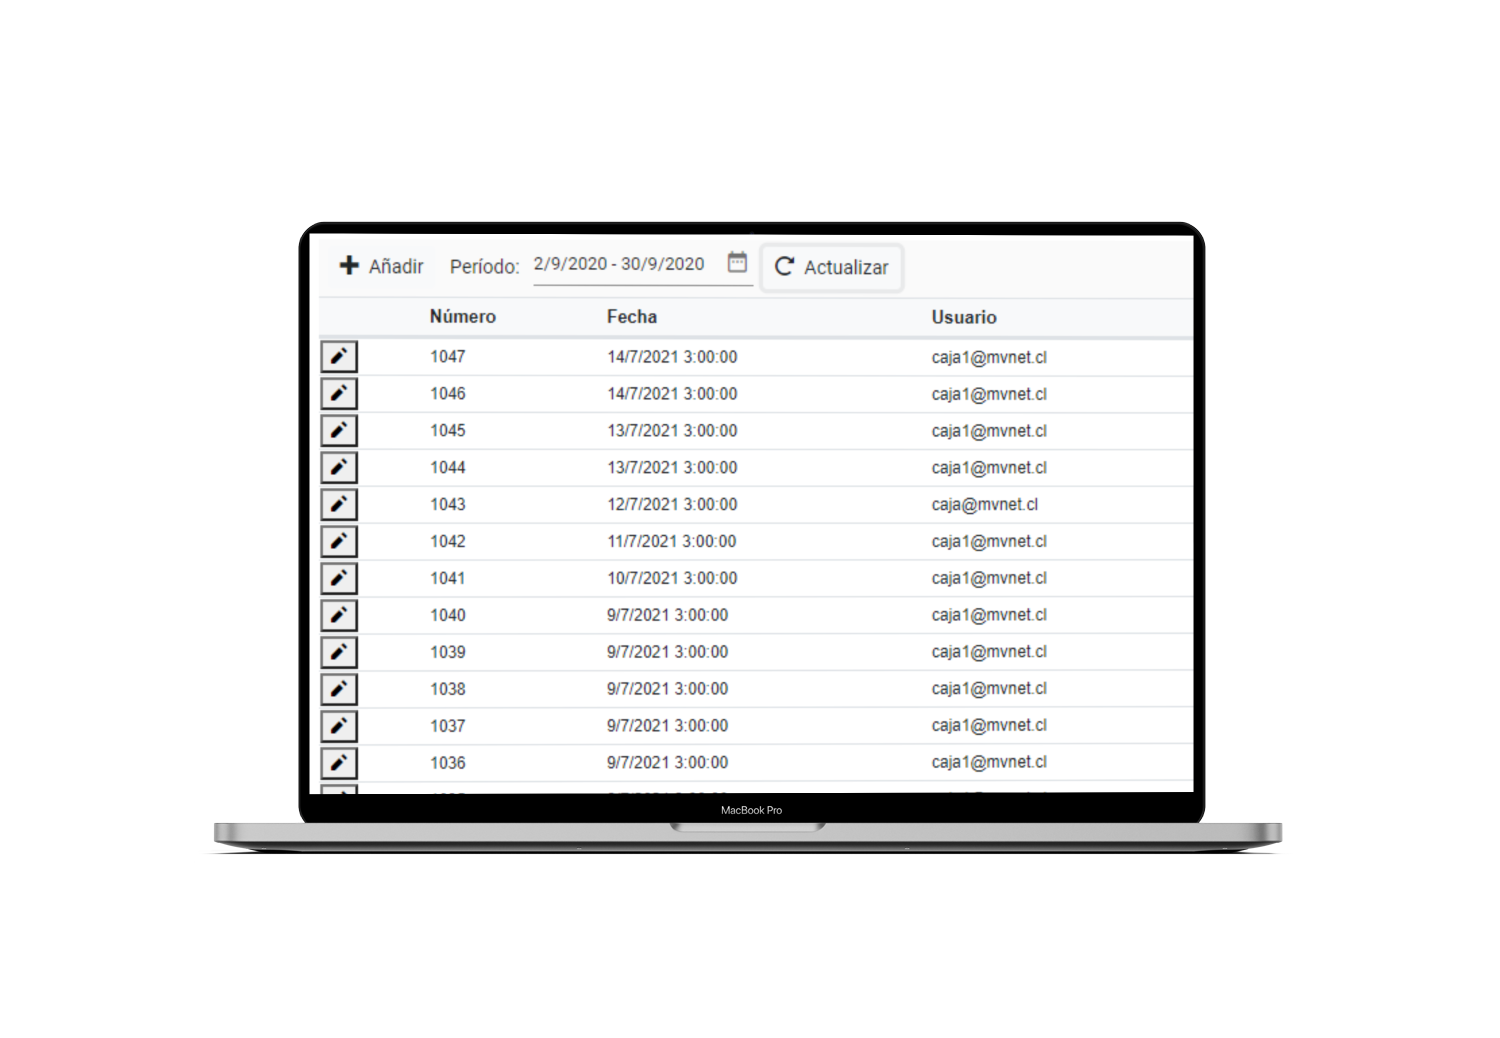 Añadir Período: 2/9/2020 - 30/9/2020 Actualizar
Número Fecha Usuario
1047 14/7/2021 3:00:00 caja1@mvnet.cl
1046 14/7/2021 3:00:00 caja1@mvnet.cl
1045 13/7/2021 3:00:00 caja1@mvnet.cl
1044 13/7/2021 3:00:00 caja1@mvnet.cl
1043 12/7/2021 3:00:00 caja@mvnet.cl
1042 11/7/2021 3:00:00 caja1@mvnet.cl
1041 10/7/2021 3:00:00 caja1@mvnet.cl
1040 9/7/2021 3:00:00 caja1@mvnet.cl
1039 9/7/2021 3:00:00 caja1@mvnet.cl
1038 9/7/2021 3:00:00 caja1@mvnet.cl
1037 9/7/2021 3:00:00 caja1@mvnet.cl
1036 9/7/2021 3:00:00 caja1@mvnet.cl
MacBook Pro